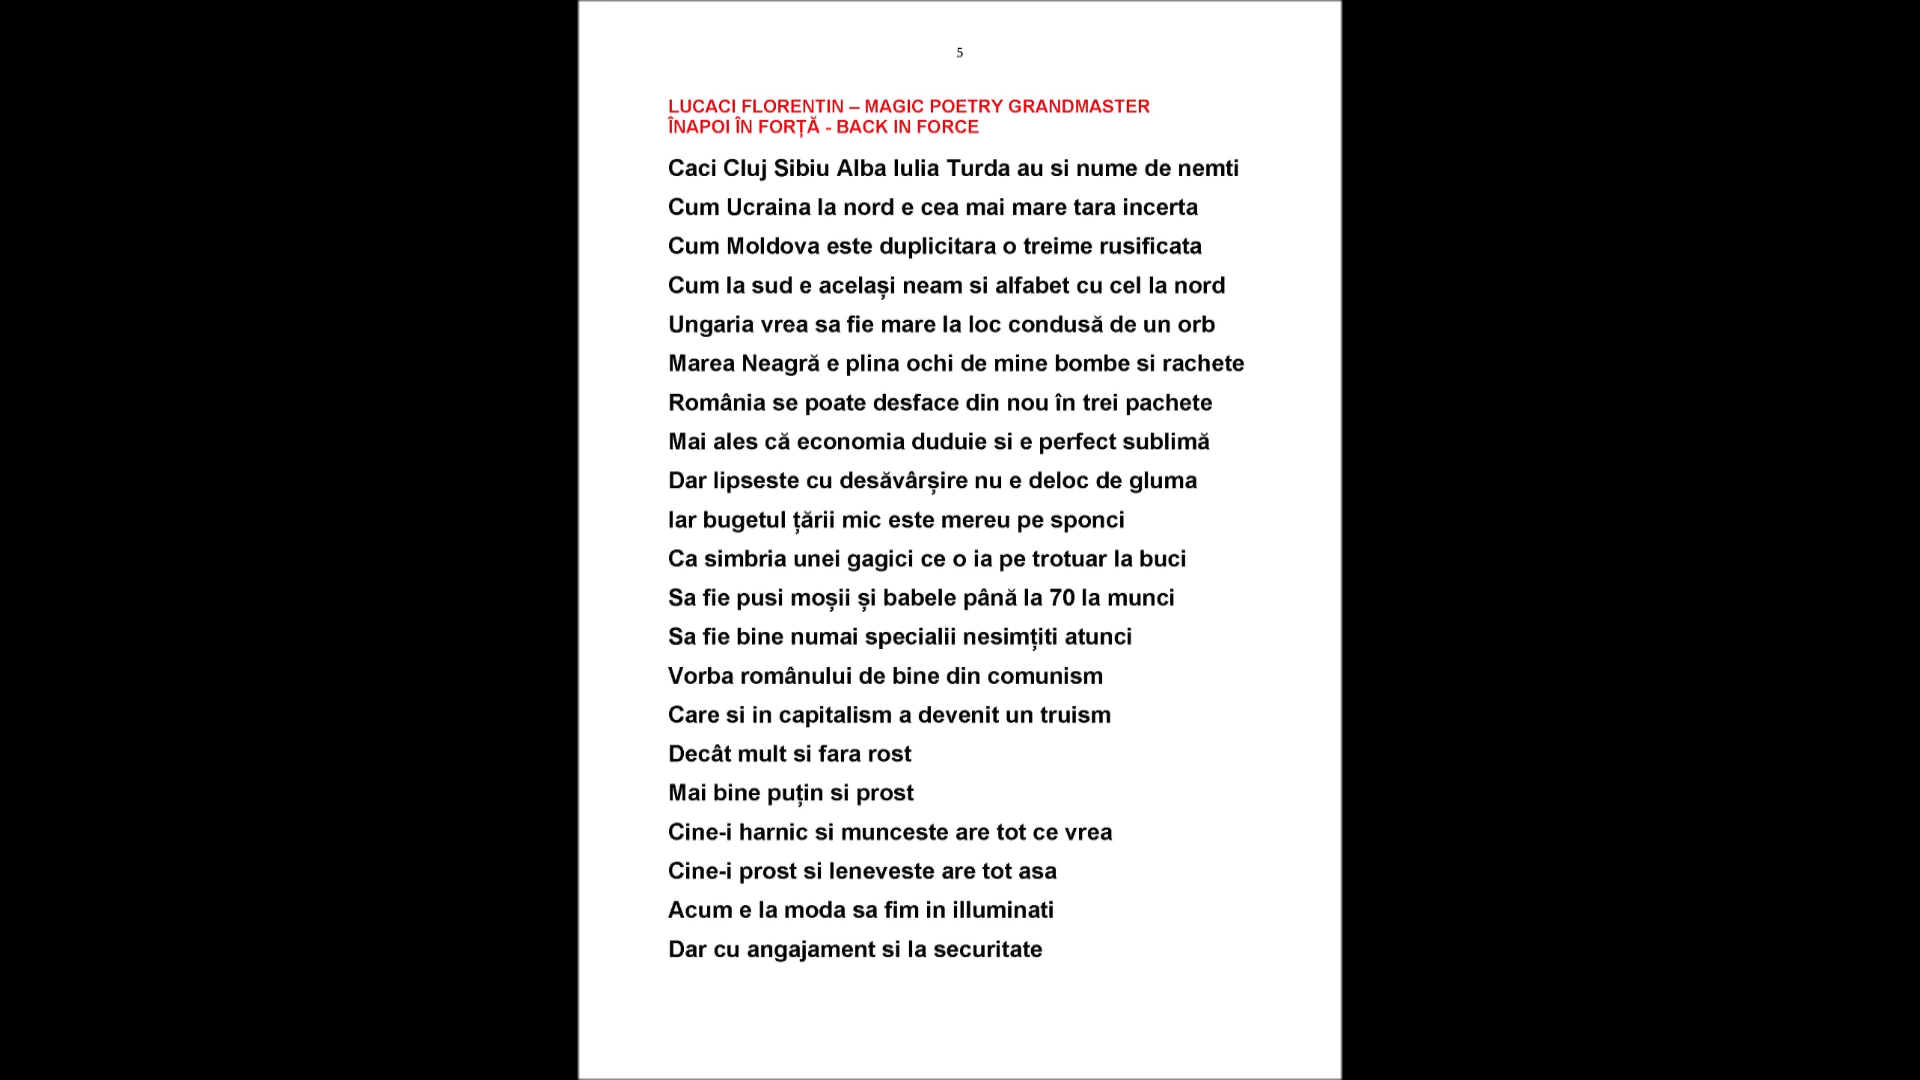 5
LUCACI FLORENTIN – MAGIC POETRY GRANDMASTER
ÎNAPOI ÎN FORȚĂ - BACK IN FORCE
Caci Cluj Sibiu Alba Iulia Turda au si nume de nemti
Cum Ucraina la nord e cea mai mare tara incerta
Cum Moldova este duplicitara o treime rusificata
Cum la sud e același neam si alfabet cu cel la nord
Ungaria vrea sa fie mare la loc condusă de un orb
Marea Neagră e plina ochi de mine bombe si rachete
România se poate desface din nou în trei pachete
Mai ales că economia duduie si e perfect sublimă
Dar lipseste cu desăvârșire nu e deloc de gluma
Iar bugetul țării mic este mereu pe sponci
Ca simbria unei gagici ce o ia pe trotuar la buci
Sa fie pusi moșii și babele până la 70 la munci
Sa fie bine numai specialii nesimțiti atunci
Vorba românului de bine din comunism
Care si in capitalism a devenit un truism
Decât mult si fara rost
Mai bine puțin si prost
Cine-i harnic si munceste are tot ce vrea
Cine-i prost si leneveste are tot asa
Acum e la moda sa fim in illuminati
Dar cu angajament si la securitate